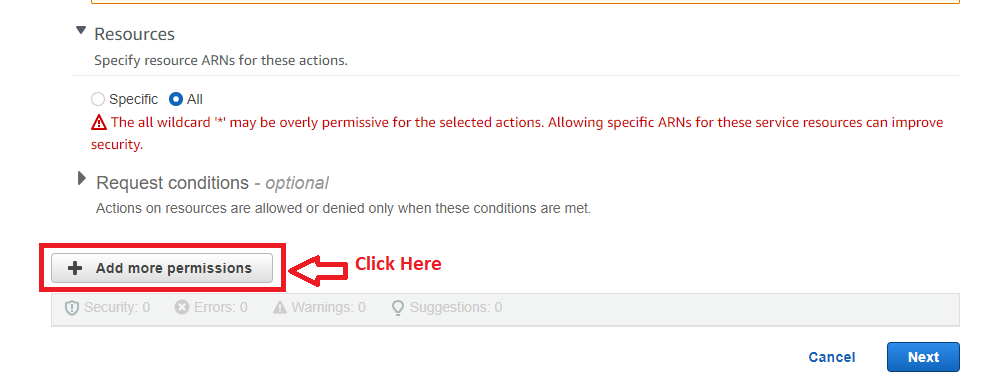 Resources
Specify resource ARNs for these actions.
Specific All
The all wildcard '*' may be overly permissive for the selected actions. Allowing specific ARNs for these service resources can improve
security.
Request conditions - optional
Actions on resources are allowed or denied only when these conditions are met.
Add more permissions Click Here
Security: 0 Errors: 0 Warnings: 0 Suggestions: 0
Cancel Next